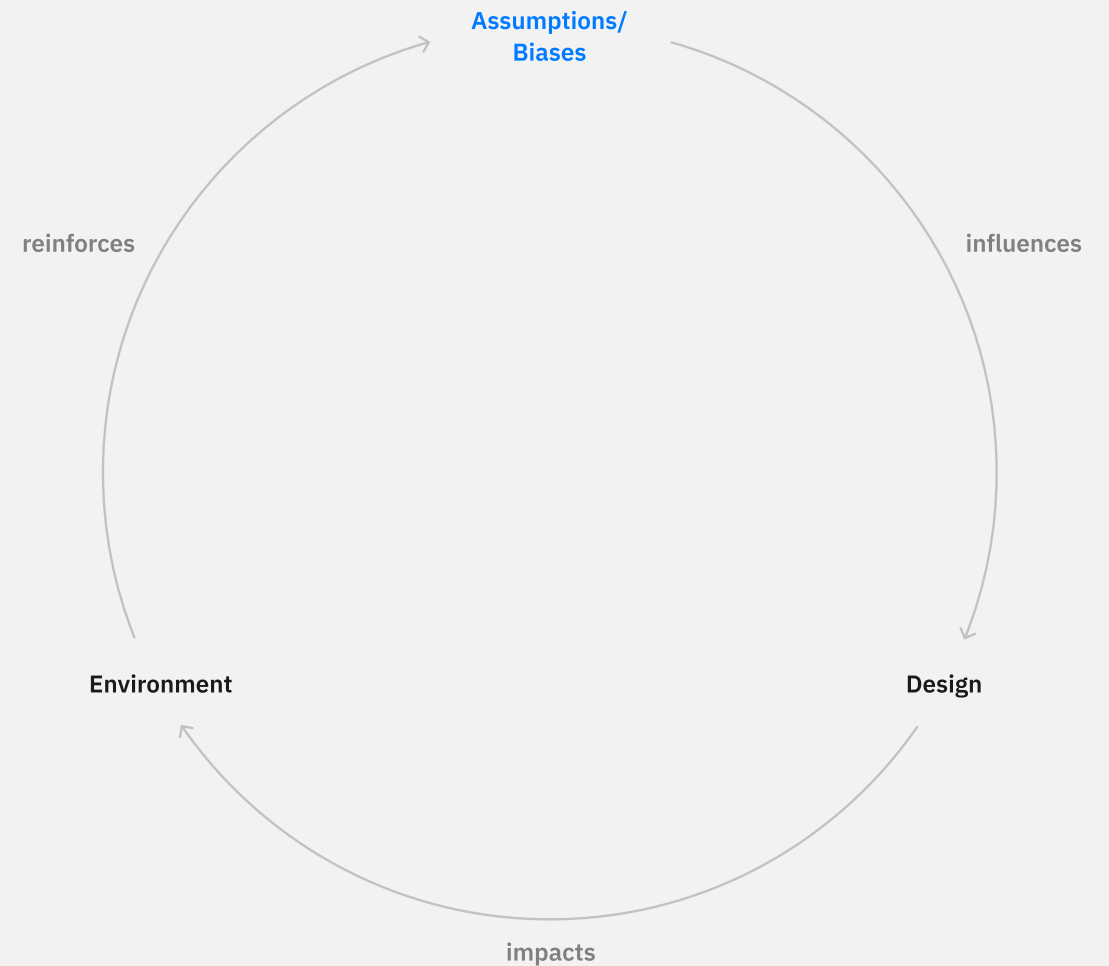 Assumptions/
Biases
reinforces
influences
Environment
Design
impacts